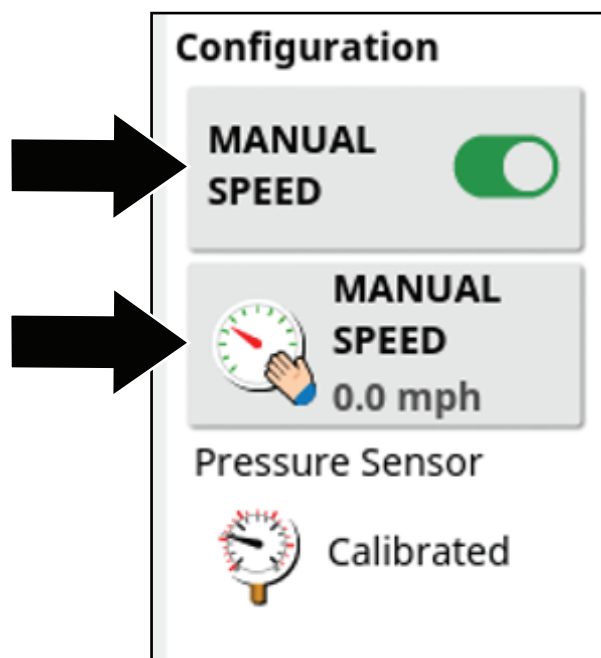 Configuration
MANUAL
SPEED
MANUAL
SPEED
0.0 mph
Pressure Sensor
Calibrated